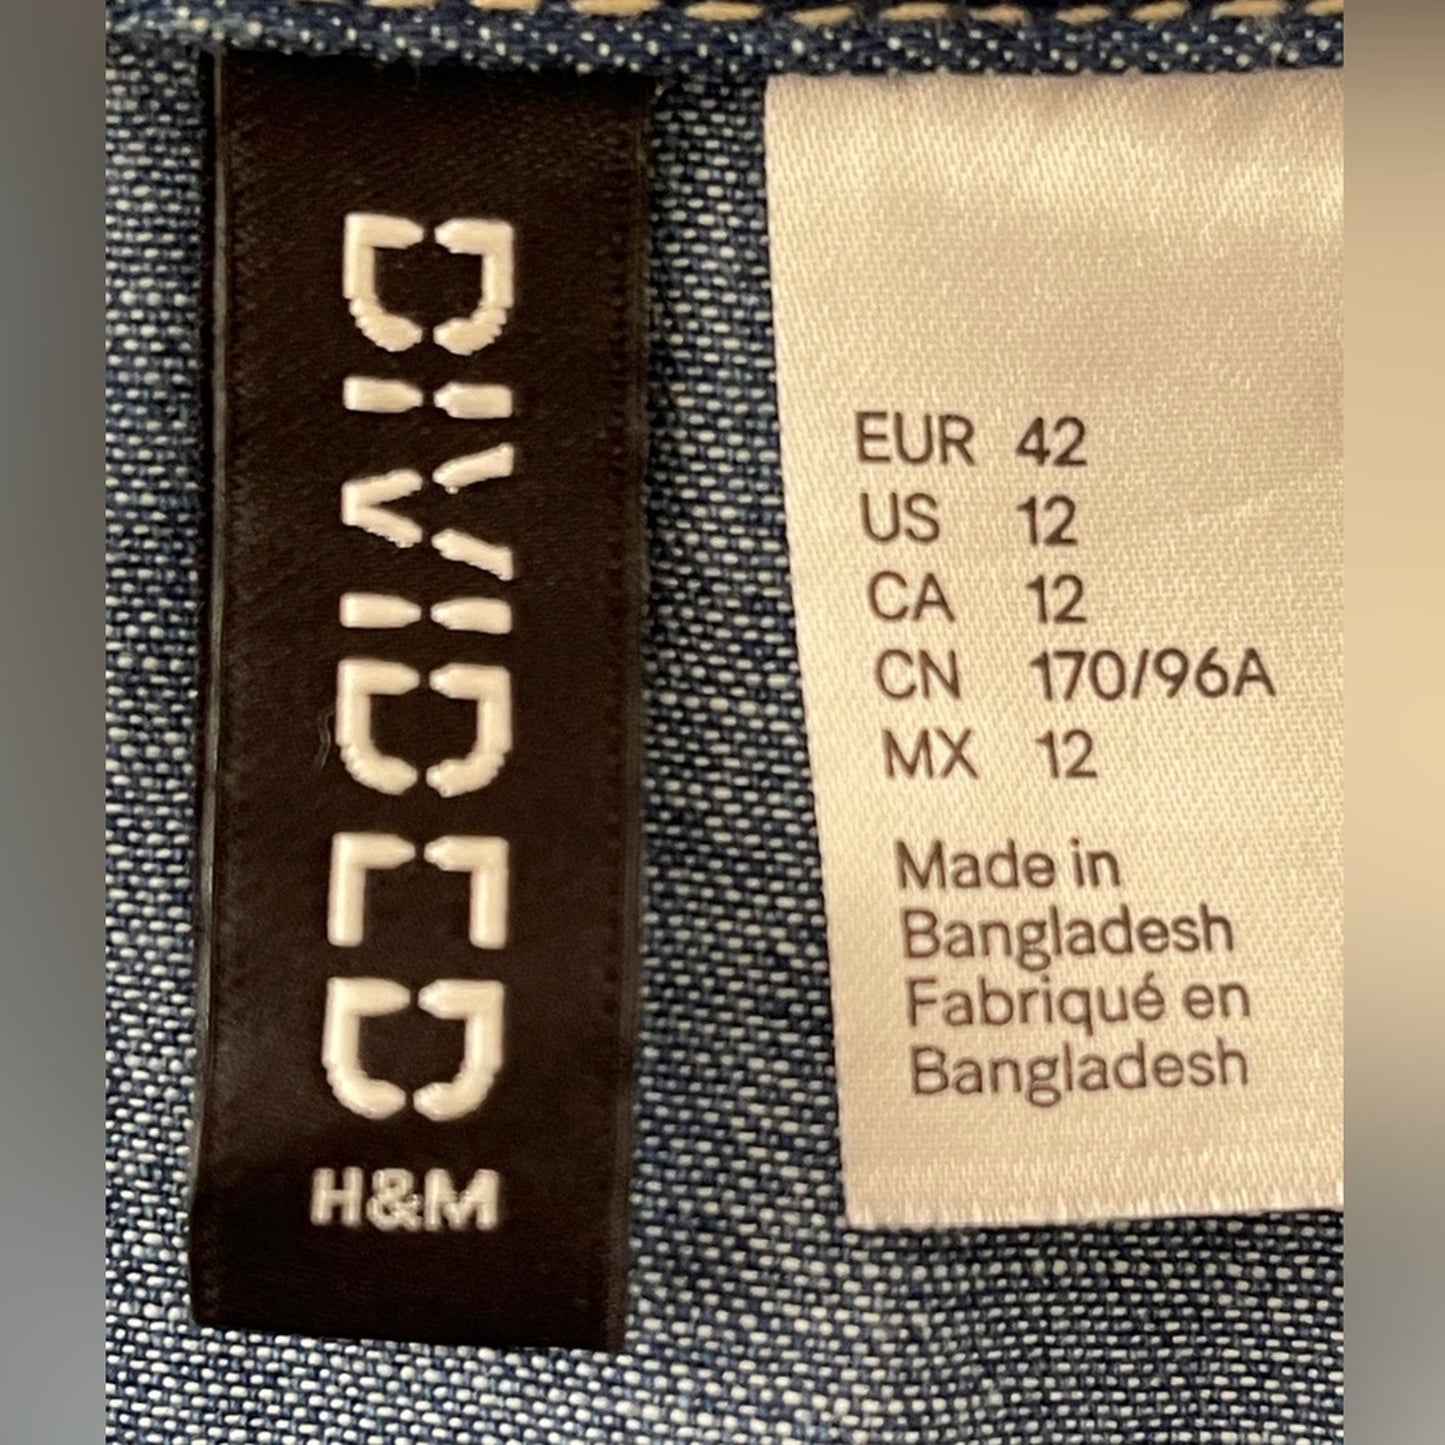 DIVIDED
H&M
EUR 42
US 12
CA 12
CN 170/96A
MX 12
Made in
Bangladesh
Fabriqué en
Bangladesh